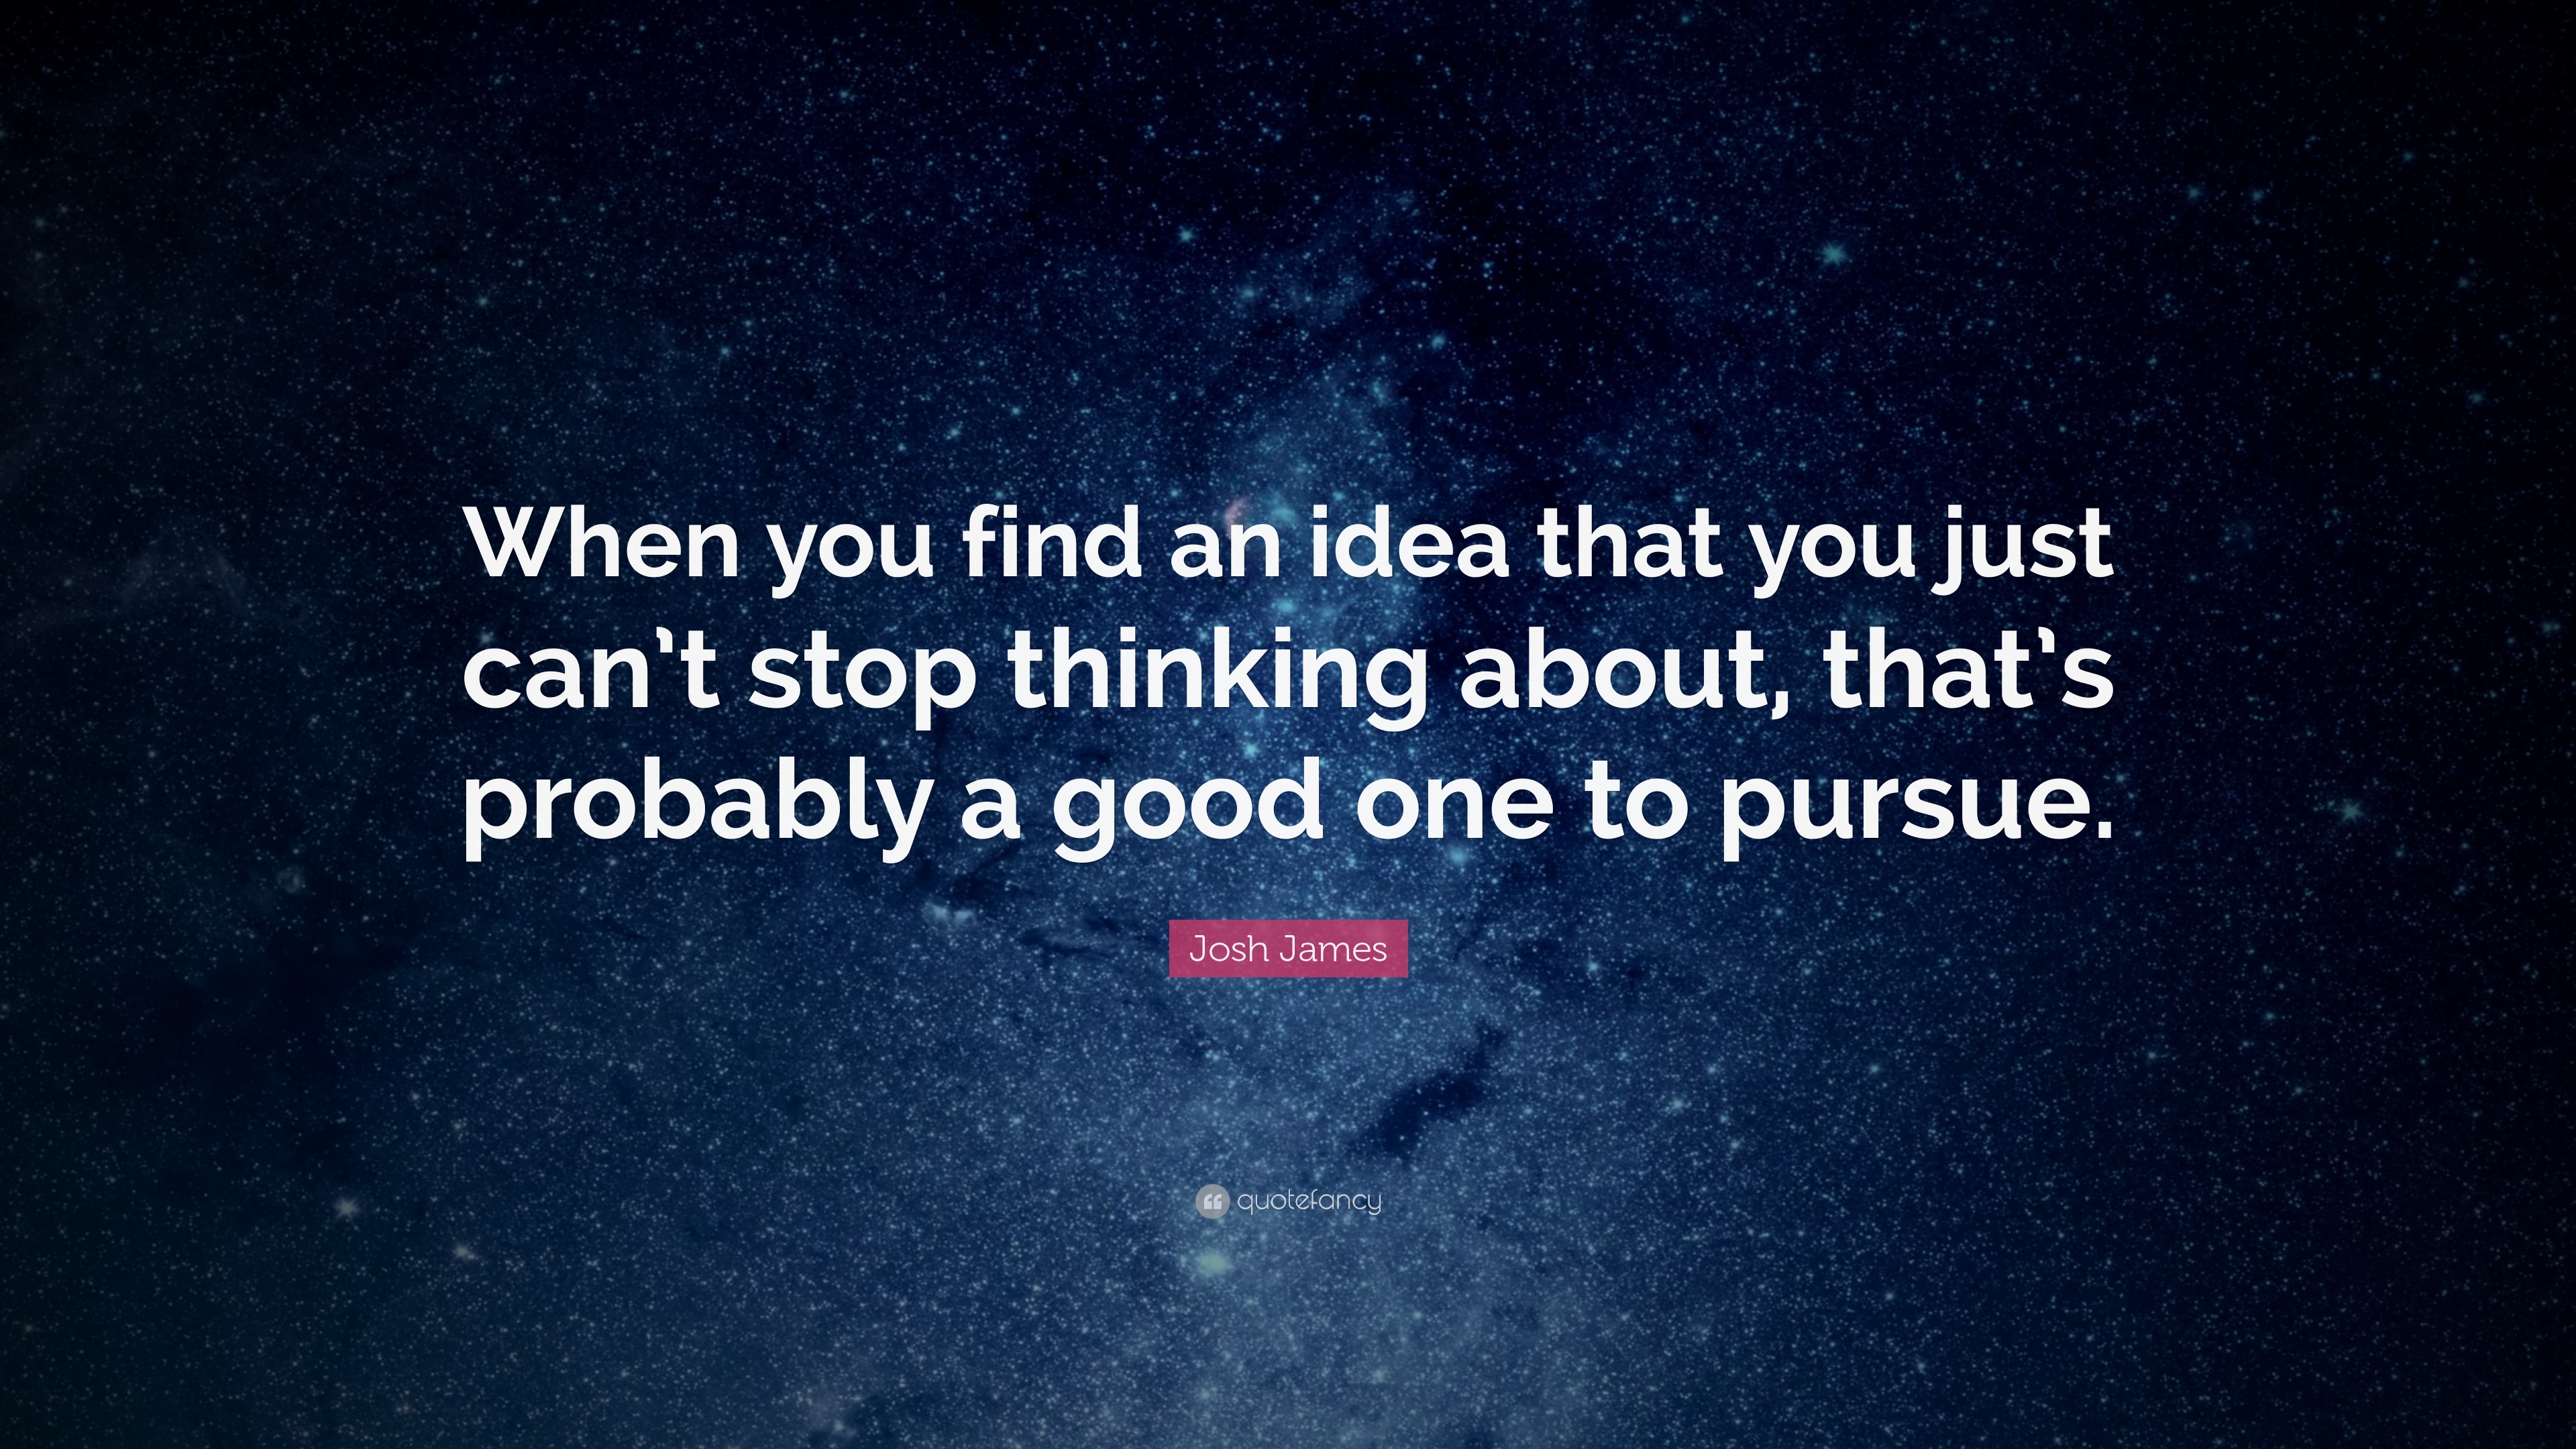 When you find an idea that you just
can’t stop thinking about, that’s
probably a good one to pursue.
Josh James
quotefancy